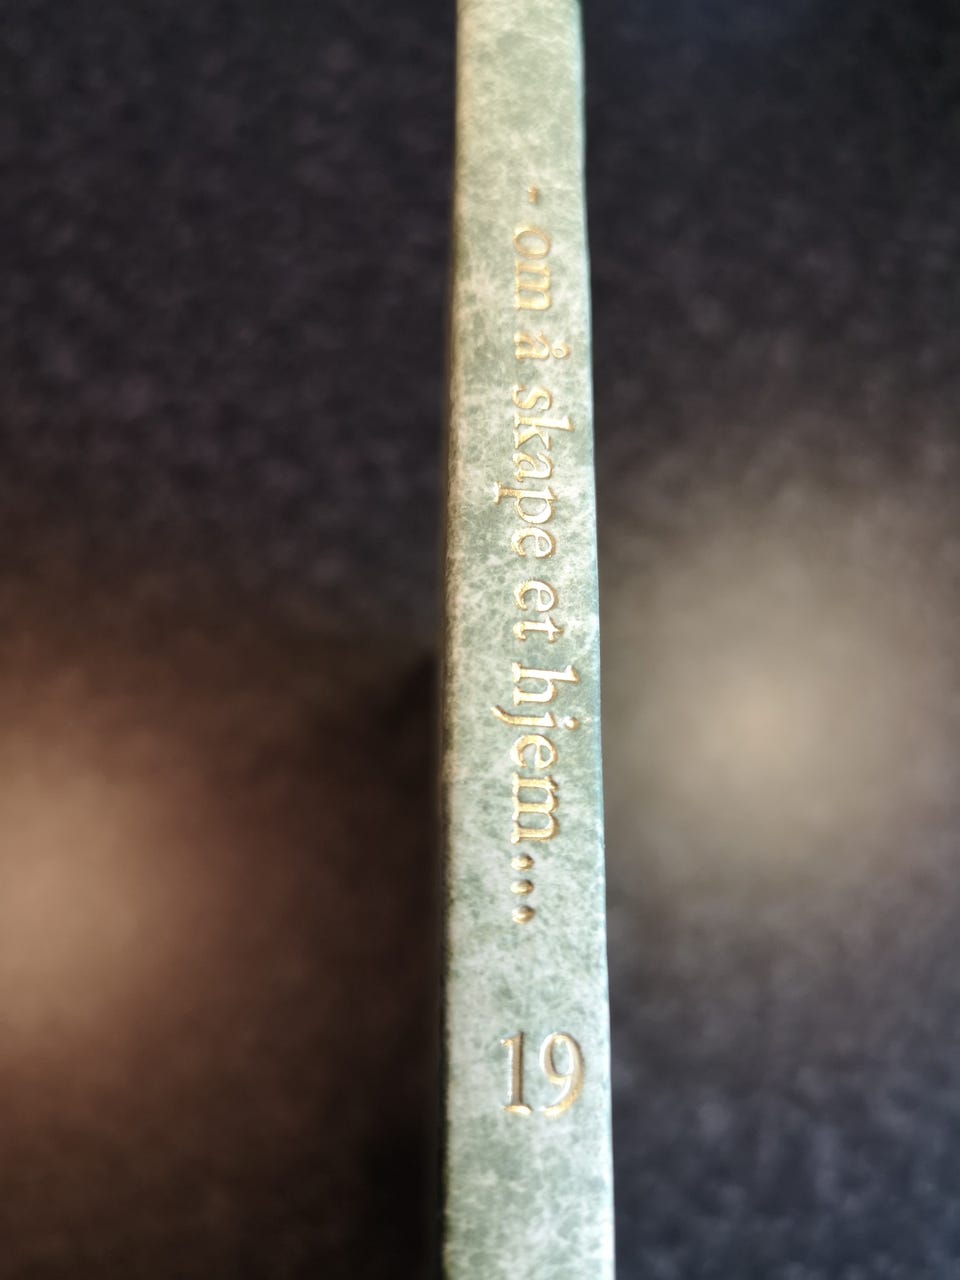 - om å skape et hjem...
19